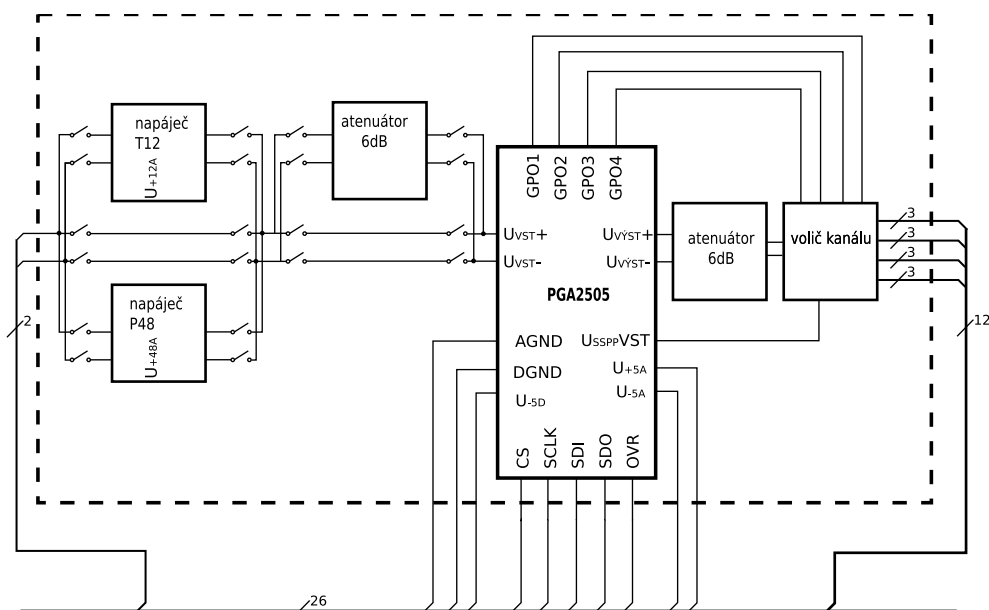 napáječ
T12
U+12A
atenuátor
6dB
GPO1
GPO2
GPO3
GPO4
UVST+
UVST-
UVÝST+
UVÝST-
PGA2505
atenuátor
6dB
volič kanálu
3
3
3
3
napáječ
P48
U+48A
2
12
AGND
DGND
U-5D
USSPPVST
U+5A
U-5A
CS
SCLK
SDI
SDO
OVR
26